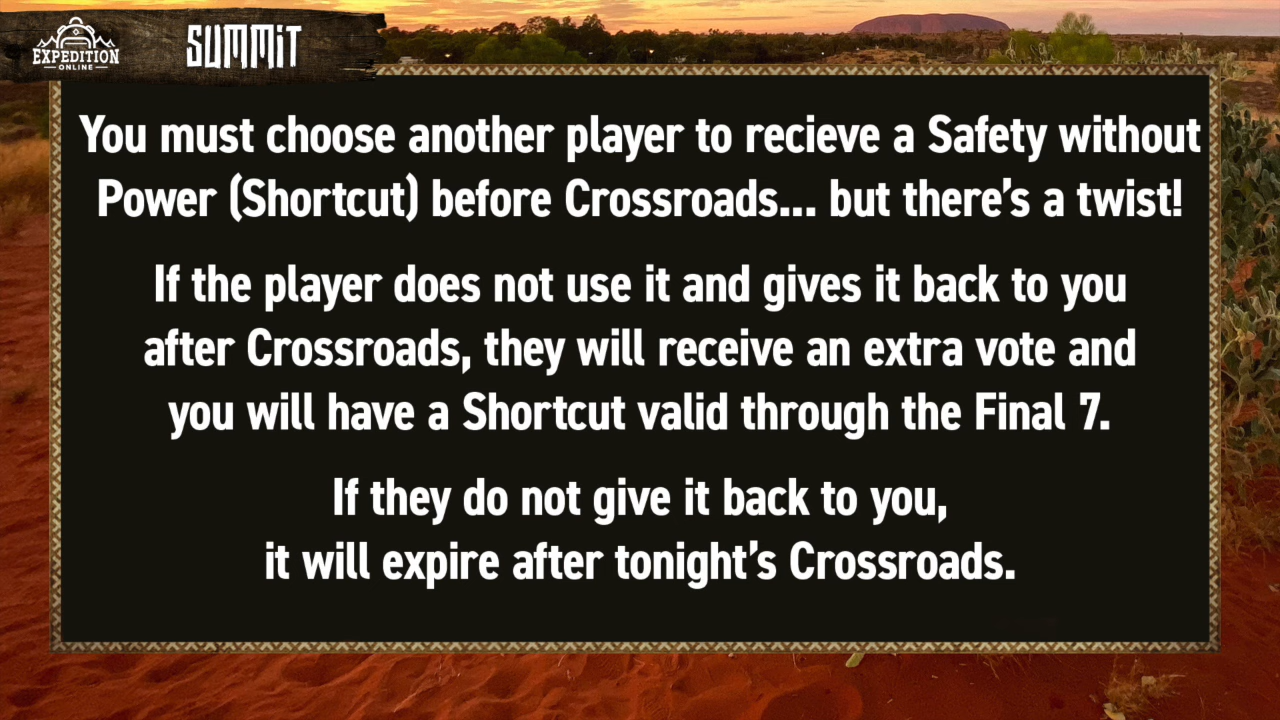 EXPEDITION
ONLINE
SUMMIT
You must choose another player to recieve a Safety without
Power (Shortcut) before Crossroads... but there's a twist!
If the player does not use it and gives it back to you
after Crossroads, they will receive an extra vote and
you will have a Shortcut valid through the Final 7.
If they do not give it back to you,
it will expire after tonight's Crossroads.